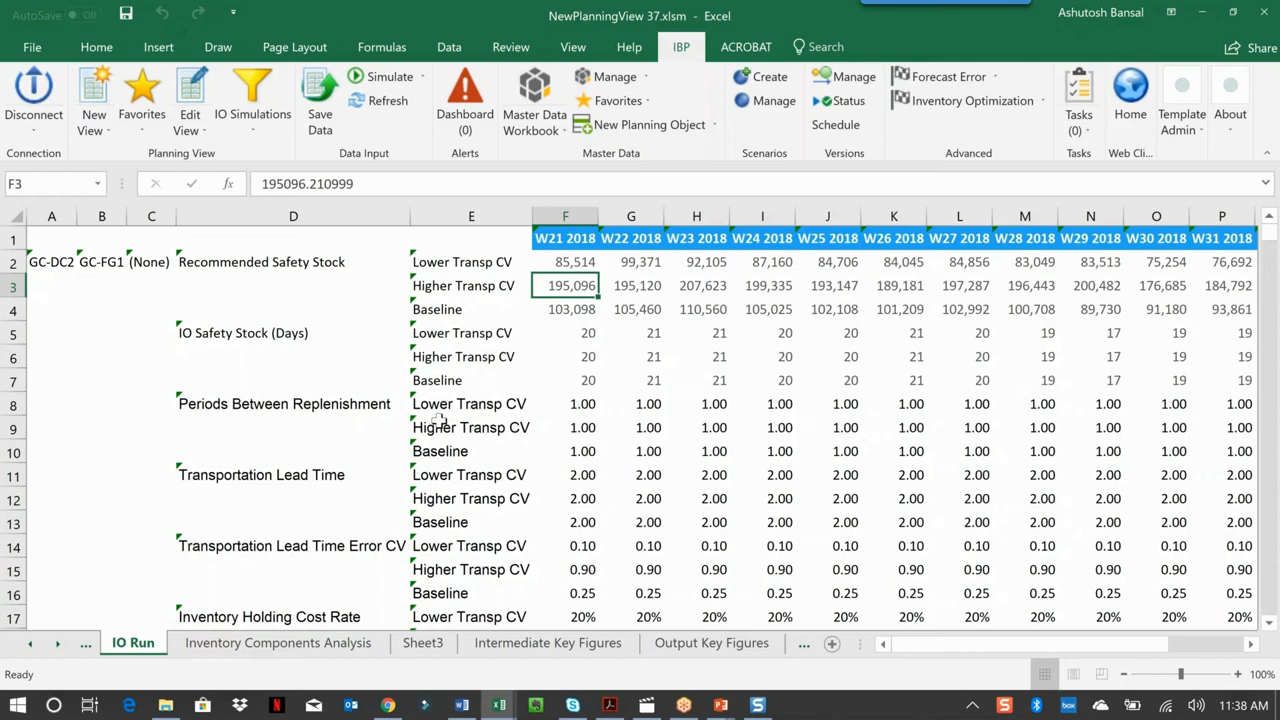 AutoSave Off
NewPlanningView 37.xlsm - Excel
Ashutosh Bansal
File Home Insert Draw Page Layout Formulas Data Review View Help IBP ACROBAT Search Share
Disconnect
Connection
New View
Favorites
Edit View
IO Simulations
Planning View
Save Data
Simulate
Refresh
Data Input
Dashboard (0)
Alerts
Master Data Workbook
Manage
Favorites
New Planning Object
Master Data
Create
Manage
Scenarios
Manage
Status
Schedule
Versions
Forecast Error
Inventory Optimization
Advanced
Tasks (0)
Tasks
Home
Web Cli...
Template Admin
About
F3 fx 195096.210999
A B C D E F G H I J K L M N O P
1 W21 2018 W22 2018 W23 2018 W24 2018 W25 2018 W26 2018 W27 2018 W28 2018 W29 2018 W30 2018 W31 2018
2 GC-DC2 GC-FG1 (None) Recommended Safety Stock Lower Transp CV 85,514 99,371 92,105 87,160 84,706 84,045 84,856 83,049 83,513 75,254 76,692
3 Higher Transp CV 195,096 195,120 207,623 199,335 193,147 189,181 197,287 196,443 200,482 176,685 184,792
4 Baseline 103,098 105,460 110,560 105,025 102,108 101,209 102,992 100,708 89,730 91,180 93,861
5 IO Safety Stock (Days) Lower Transp CV 20 21 21 21 21 21 20 19 17 19 19
6 Higher Transp CV 20 21 21 21 21 21 20 19 17 19 19
7 Baseline 20 21 21 21 21 21 20 19 17 19 19
8 Periods Between Replenishment Lower Transp CV 1.00 1.00 1.00 1.00 1.00 1.00 1.00 1.00 1.00 1.00 1.00
9 Higher Transp CV 1.00 1.00 1.00 1.00 1.00 1.00 1.00 1.00 1.00 1.00 1.00
10 Baseline 1.00 1.00 1.00 1.00 1.00 1.00 1.00 1.00 1.00 1.00 1.00
11 Transportation Lead Time Lower Transp CV 2.00 2.00 2.00 2.00 2.00 2.00 2.00 2.00 2.00 2.00 2.00
12 Higher Transp CV 2.00 2.00 2.00 2.00 2.00 2.00 2.00 2.00 2.00 2.00 2.00
13 Baseline 2.00 2.00 2.00 2.00 2.00 2.00 2.00 2.00 2.00 2.00 2.00
14 Transportation Lead Time Error CV Lower Transp CV 0.10 0.10 0.10 0.10 0.10 0.10 0.10 0.10 0.10 0.10 0.10
15 Higher Transp CV 0.90 0.90 0.90 0.90 0.90 0.90 0.90 0.90 0.90 0.90 0.90
16 Baseline 0.25 0.25 0.25 0.25 0.25 0.25 0.25 0.25 0.25 0.25 0.25
17 Inventory Holding Cost Rate Lower Transp CV 20% 20% 20% 20% 20% 20% 20% 20% 20% 20% 20%
... IO Run Inventory Components Analysis Sheet3 Intermediate Key Figures Output Key Figures ...
Ready 100%
11:38 AM